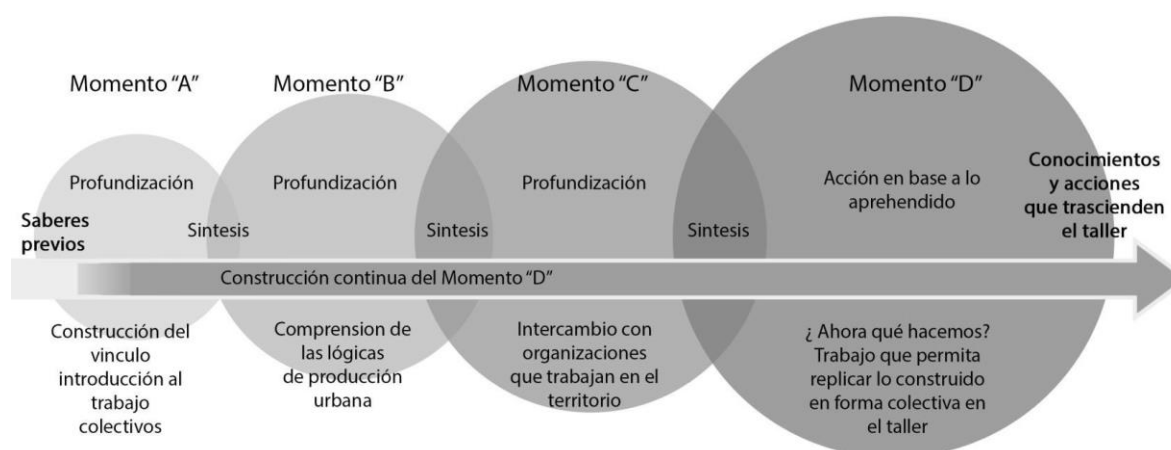 Momento “A”
Momento “B”
Momento “C”
Momento “D”
Profundización
Profundización
Profundización
Acción en base a lo
aprehendido
Saberes
previos
Sintesis
Sintesis
Sintesis
Conocimientos
y acciones
que trascienden
el taller
Construcción continua del Momento “D”
Construcción del
vinculo
introducción al
trabajo
colectivos
Comprension de
las lógicas
de producción
urbana
Intercambio con
organizaciones
que trabajan en el
territorio
¿ Ahora qué hacemos?
Trabajo que permita
replicar lo construido
en forma colectiva en
el taller